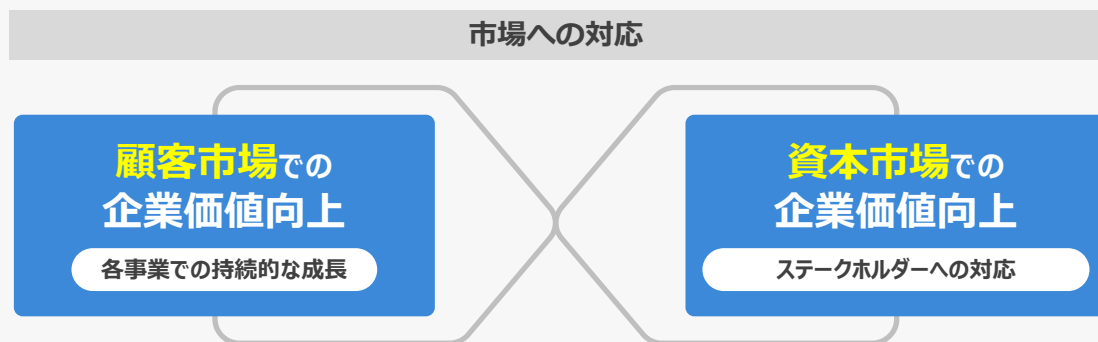 市場への対応
顧客市場での
企業価値向上
各事業での持続的な成長
資本市場での
企業価値向上
ステークホルダーへの対応